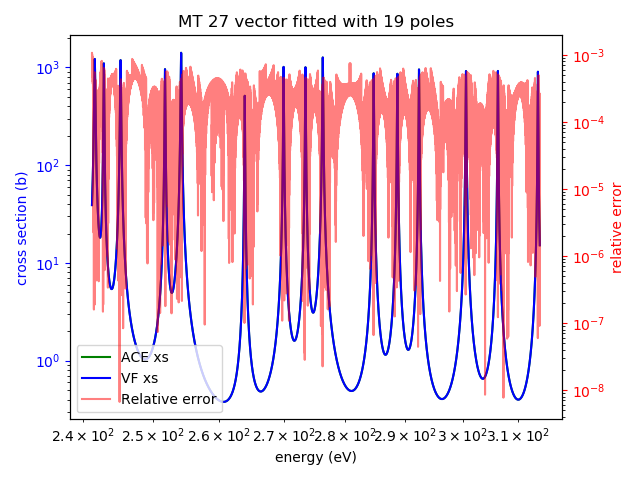 MT 27 vector fitted with 19 poles
cross section (b)
10³
10²
10¹
10⁰
10⁻³
10⁻⁴
10⁻⁵
10⁻⁶
10⁻⁷
10⁻⁸
relative error
ACE xs
VF xs
Relative error
2.4 × 10² 2.5 × 10² 2.6 × 10² 2.7 × 10² 2.8 × 10² 2.9 × 10² 3 × 10² 3.1 × 10²
energy (eV)